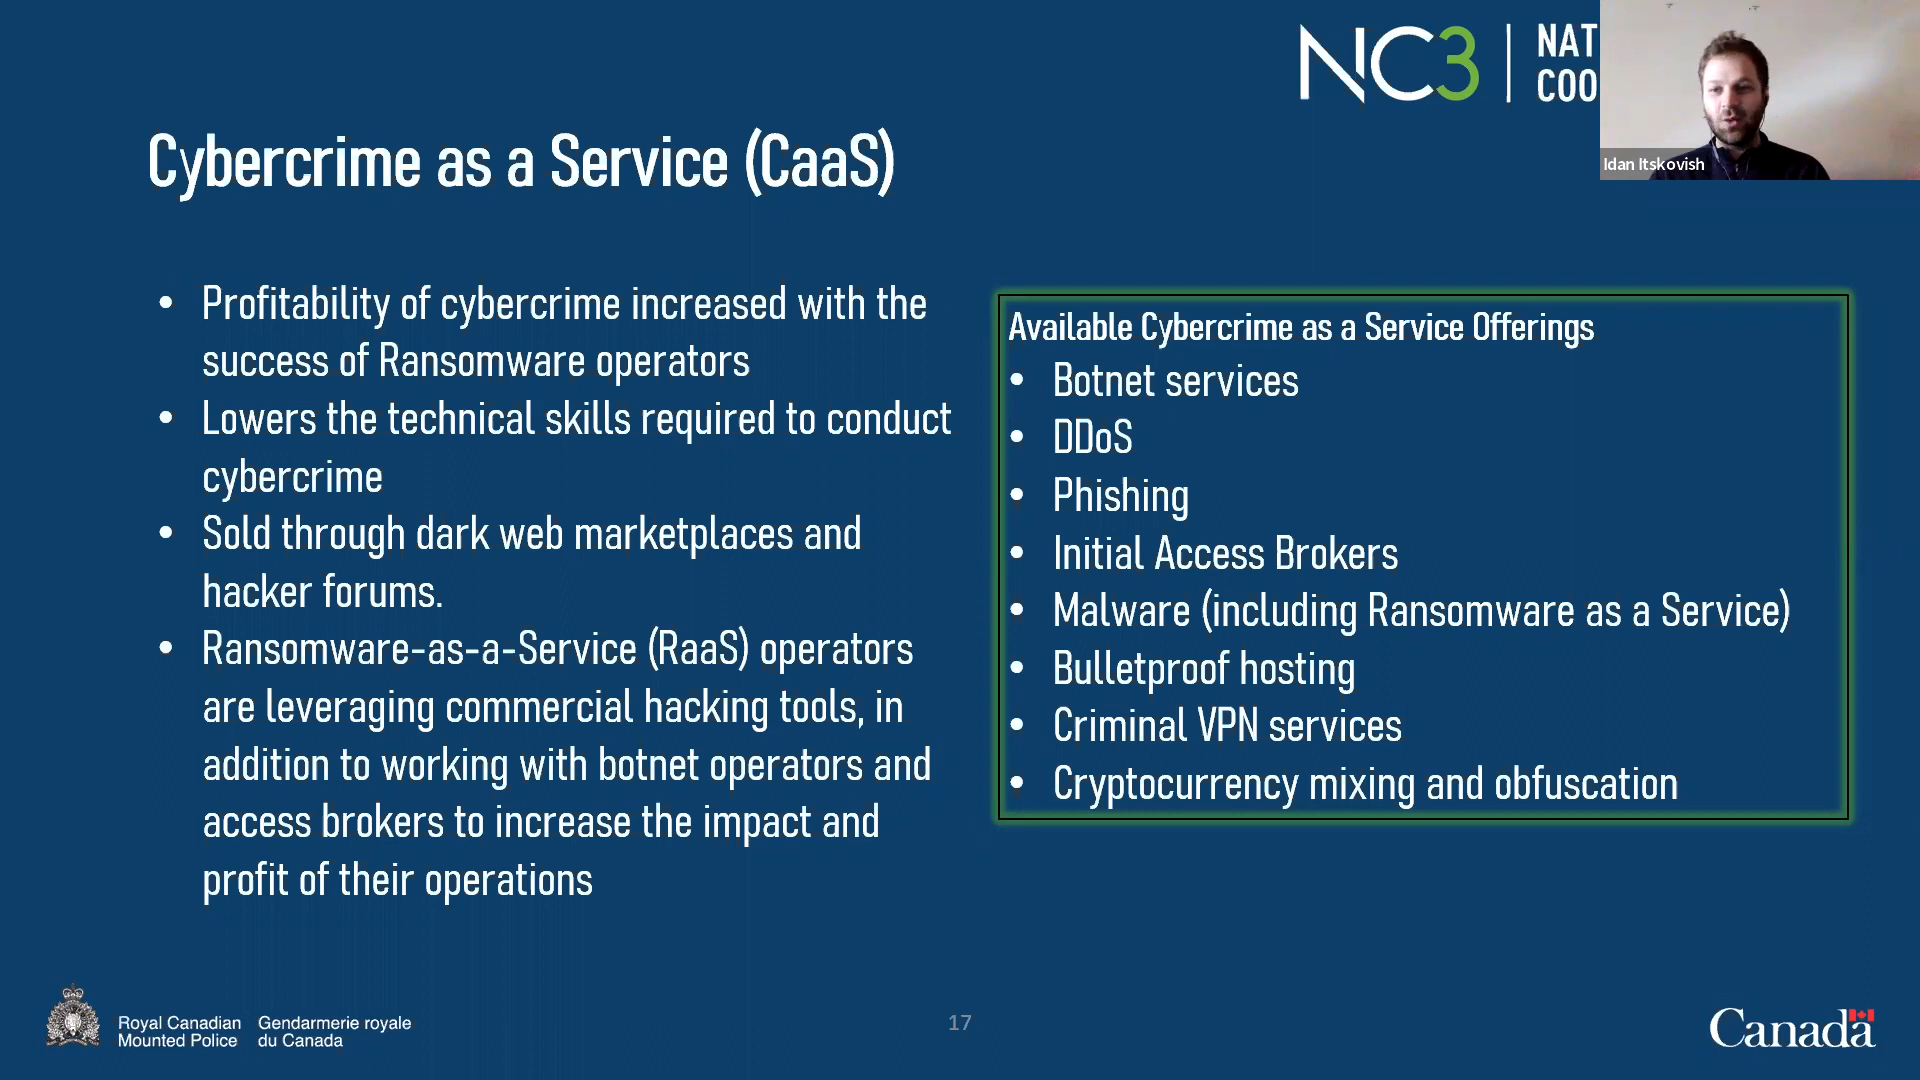 NC3 | NAT
COO
Idan Itskovish
Cybercrime as a Service (CaaS)
• Profitability of cybercrime increased with the
success of Ransomware operators
• Lowers the technical skills required to conduct
cybercrime
• Sold through dark web marketplaces and
hacker forums.
• Ransomware-as-a-Service (RaaS) operators
are leveraging commercial hacking tools, in
addition to working with botnet operators and
access brokers to increase the impact and
profit of their operations
Available Cybercrime as a Service Offerings
• Botnet services
• DDoS
• Phishing
• Initial Access Brokers
• Malware (including Ransomware as a Service)
• Bulletproof hosting
• Criminal VPN services
• Cryptocurrency mixing and obfuscation
Royal Canadian
Mounted Police
Gendarmerie royale
du Canada
17
Canada